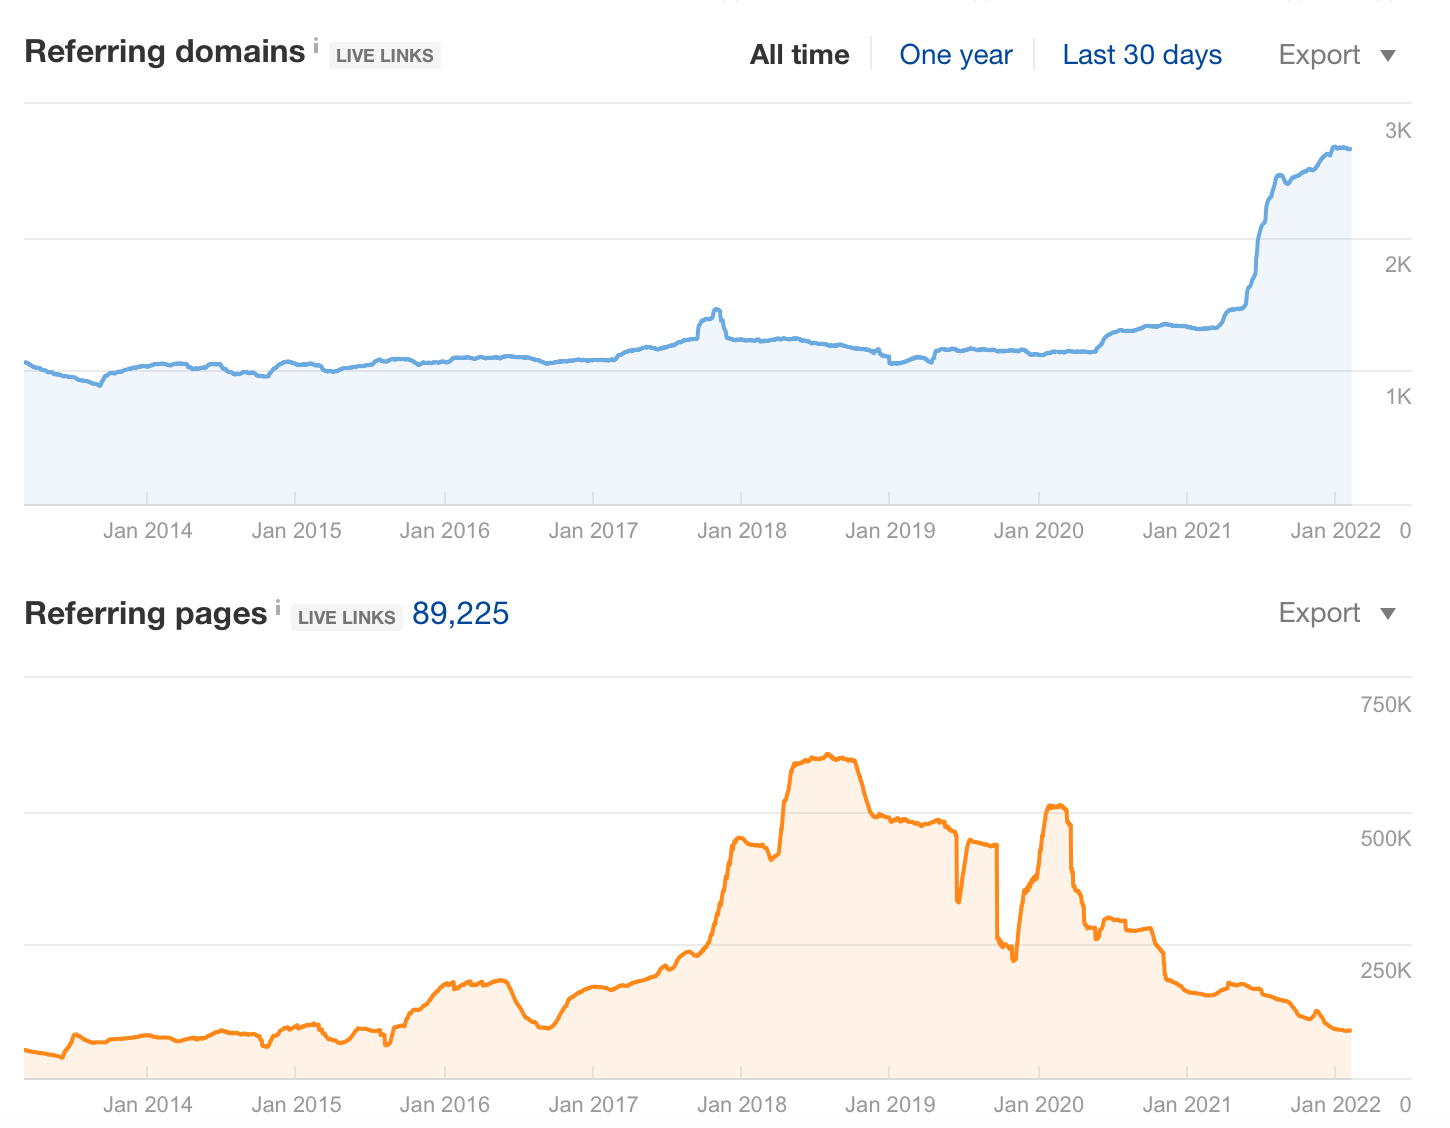 Referring domains i LIVE LINKS All time One year Last 30 days Export
3K
2K
1K
Jan 2014 Jan 2015 Jan 2016 Jan 2017 Jan 2018 Jan 2019 Jan 2020 Jan 2021 Jan 2022 0
Referring pages i LIVE LINKS 89,225 Export
750K
500K
250K
Jan 2014 Jan 2015 Jan 2016 Jan 2017 Jan 2018 Jan 2019 Jan 2020 Jan 2021 Jan 2022 0